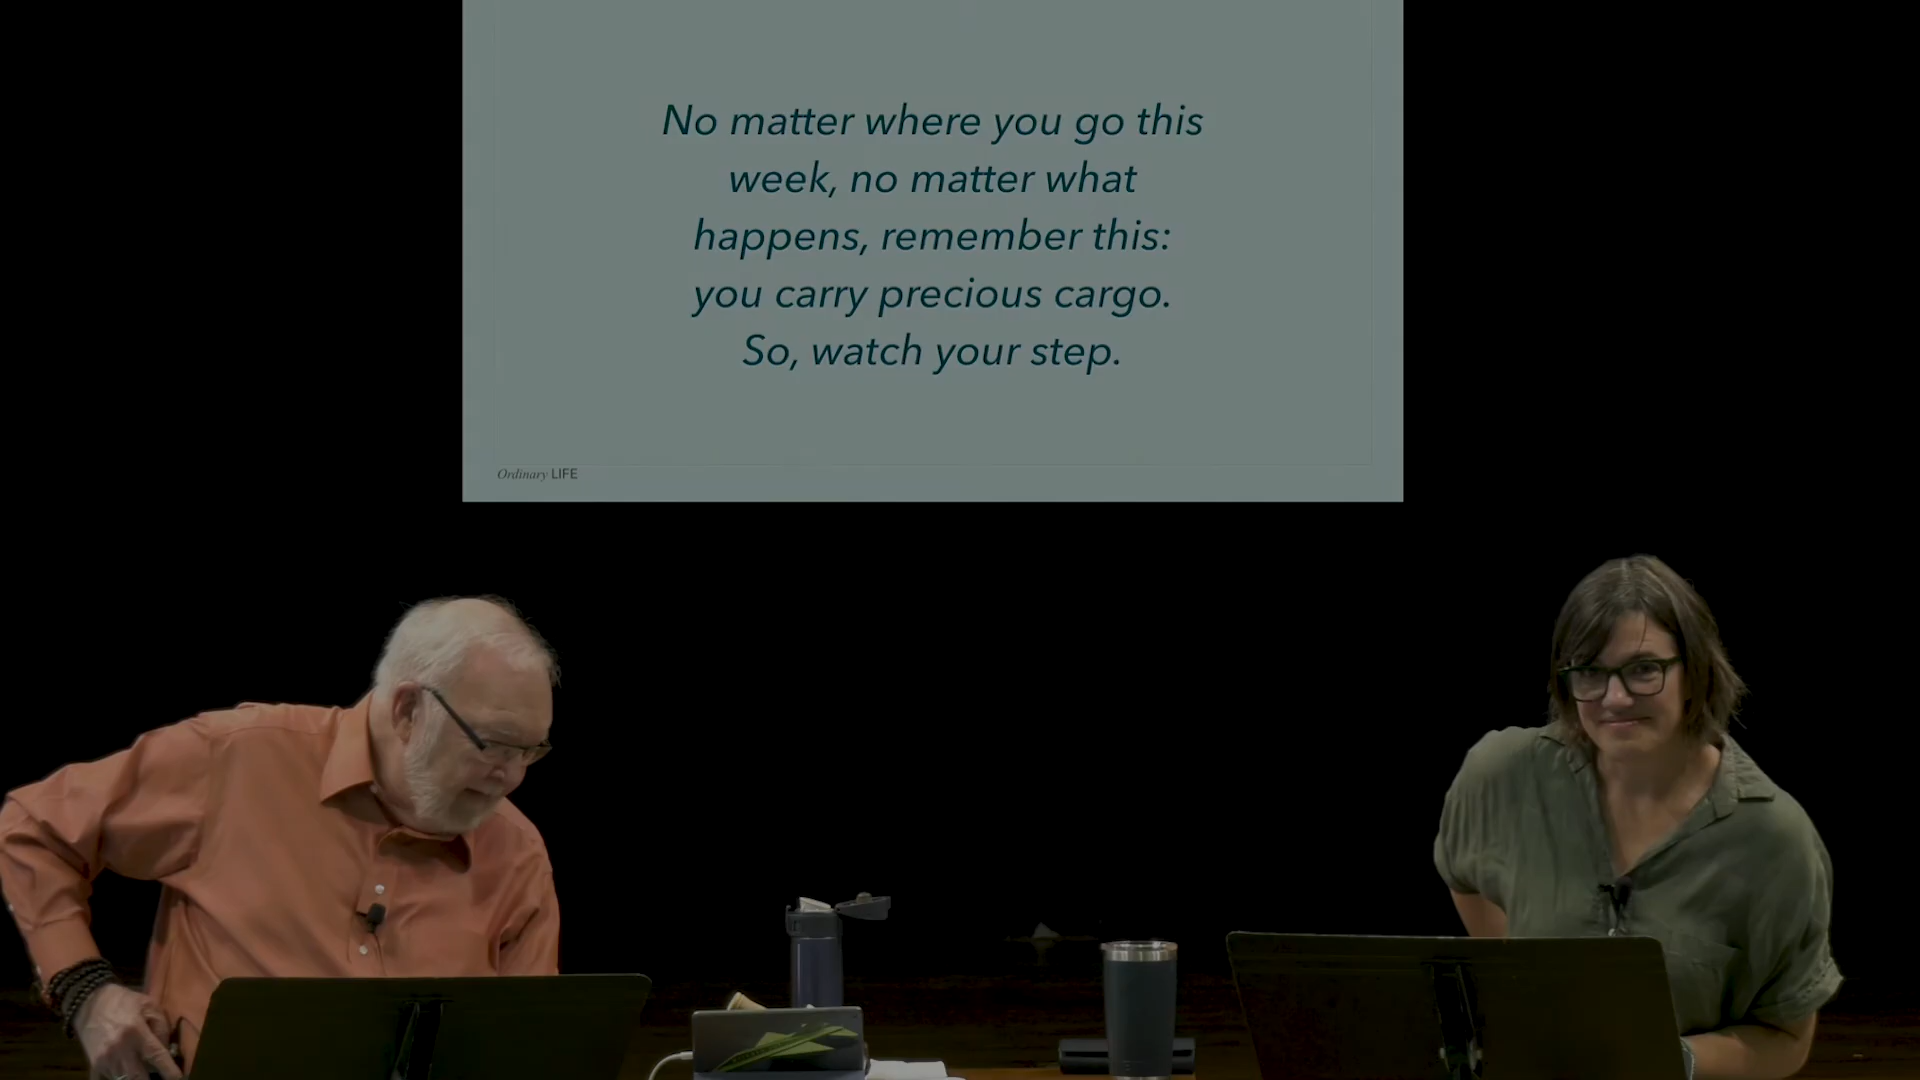 No matter where you go this
week, no matter what
happens, remember this:
you carry precious cargo.
So, watch your step.
Ordinary LIFE